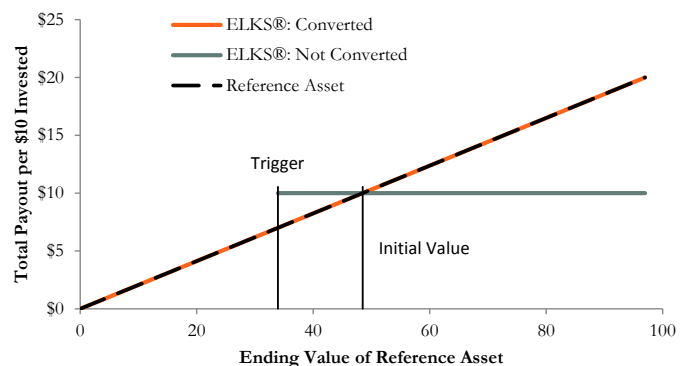 ELKS®: Converted
ELKS®: Not Converted
Reference Asset
Total Payout per $10 Invested
$20
$15
$10
$5
$0
Trigger
Initial Value
0 20 40 60 80 100
Ending Value of Reference Asset